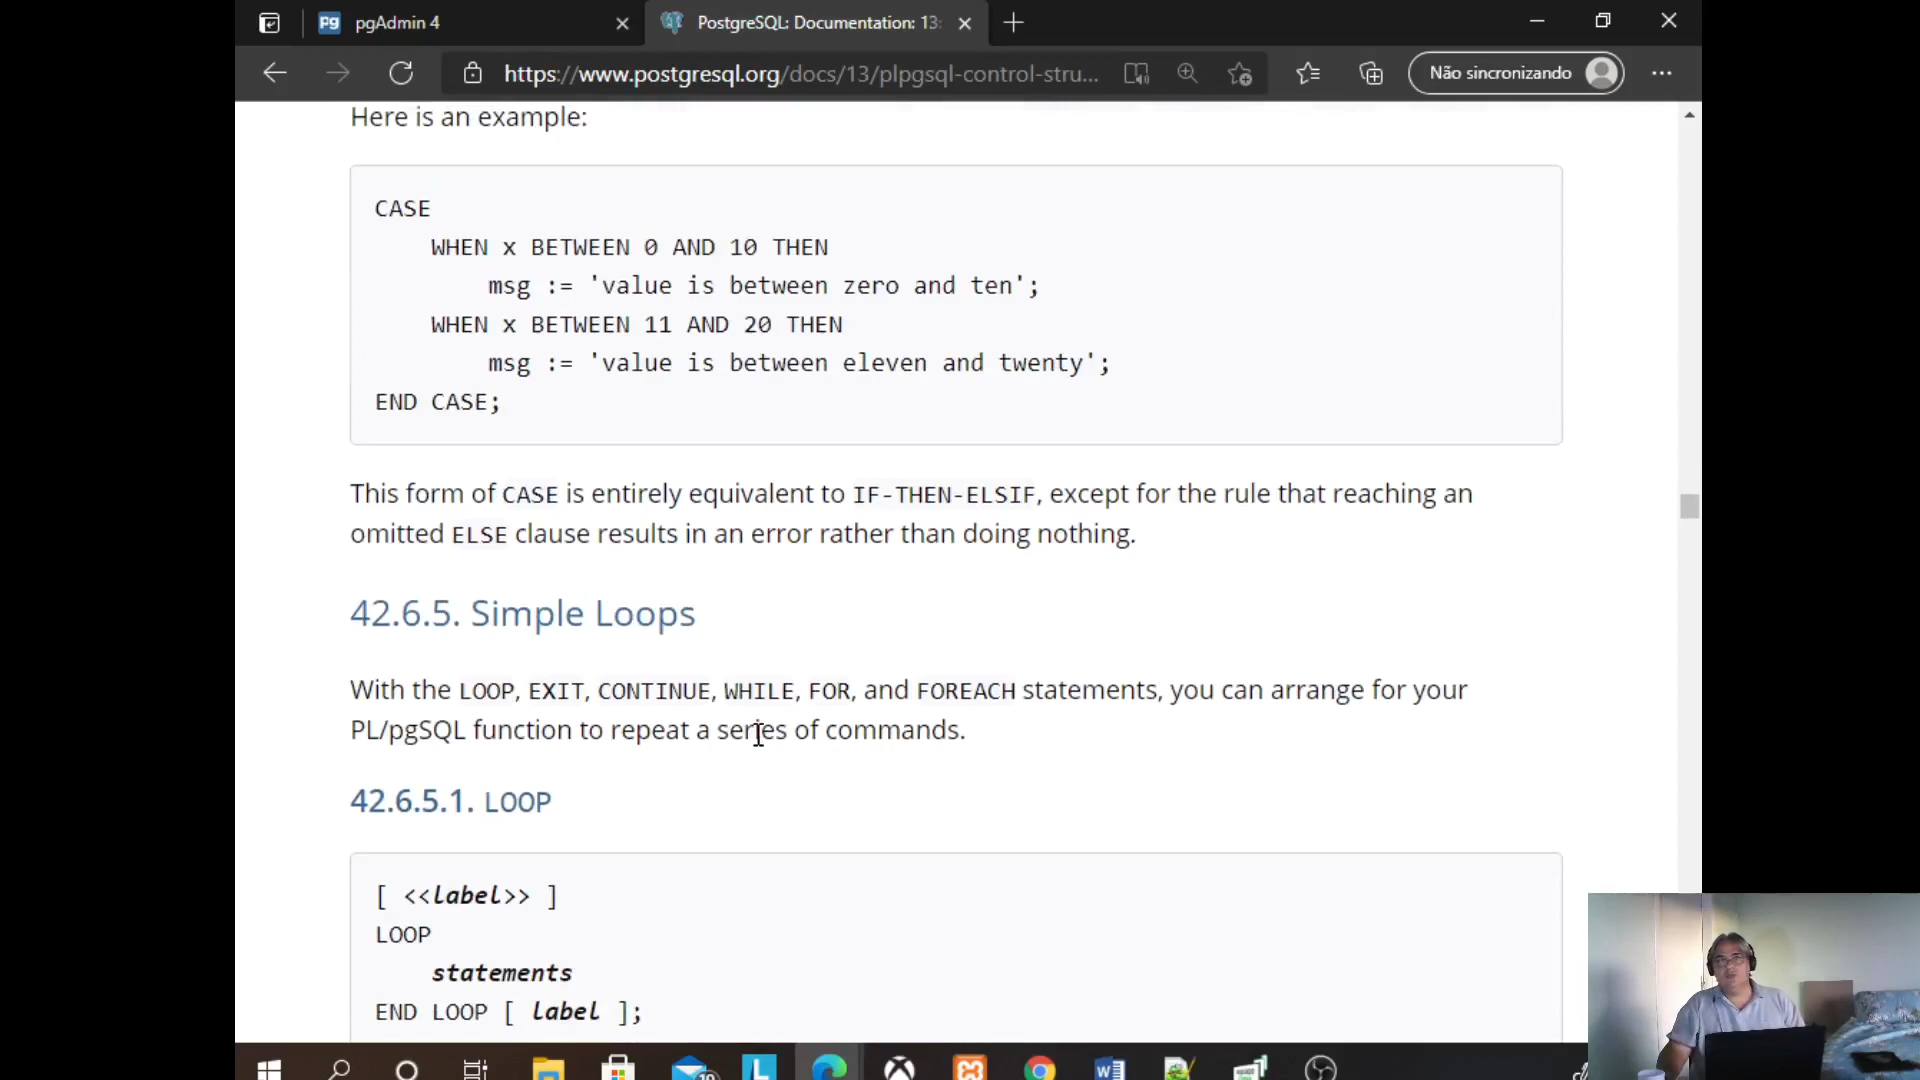 pgAdmin 4
PostgreSQL: Documentation: 13:
https://www.postgresql.org/docs/13/plpgsql-control-stru...
Não sincronizando
Here is an example:
CASE
    WHEN x BETWEEN 0 AND 10 THEN
        msg := 'value is between zero and ten';
    WHEN x BETWEEN 11 AND 20 THEN
        msg := 'value is between eleven and twenty';
END CASE;
This form of CASE is entirely equivalent to IF-THEN-ELSIF, except for the rule that reaching an
omitted ELSE clause results in an error rather than doing nothing.
42.6.5. Simple Loops
With the LOOP, EXIT, CONTINUE, WHILE, FOR, and FOREACH statements, you can arrange for your
PL/pgSQL function to repeat a series of commands.
42.6.5.1. LOOP
[ <<label>> ]
LOOP
    statements
END LOOP [ label ];